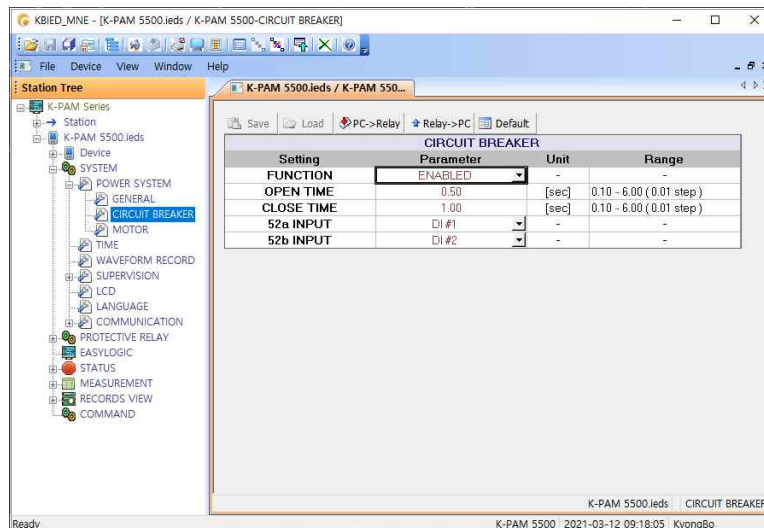 KBIED_MNE - [K-PAM 5500.ieds / K-PAM 5500-CIRCUIT BREAKER]
File Device View Window Help
Station Tree
K-PAM Series
Station
K-PAM 5500.ieds
Device
SYSTEM
POWER SYSTEM
GENERAL
CIRCUIT BREAKER
MOTOR
TIME
WAVEFORM RECORD
SUPERVISION
LCD
LANGUAGE
COMMUNICATION
PROTECTIVE RELAY
EASYLOGIC
STATUS
MEASUREMENT
RECORDS VIEW
COMMAND
K-PAM 5500.ieds / K-PAM 550...
Save Load PC->Relay Relay->PC Default
CIRCUIT BREAKER
Setting Parameter Unit Range
FUNCTION ENABLED - -
OPEN TIME 0.50 [sec] 0.10 - 6.00 ( 0.01 step )
CLOSE TIME 1.00 [sec] 0.10 - 6.00 ( 0.01 step )
52a INPUT DI #1 - -
52b INPUT DI #2 - -
K-PAM 5500.ieds CIRCUIT BREAKER
Ready K-PAM 5500 2021-03-12 09:18:05 KyongBo